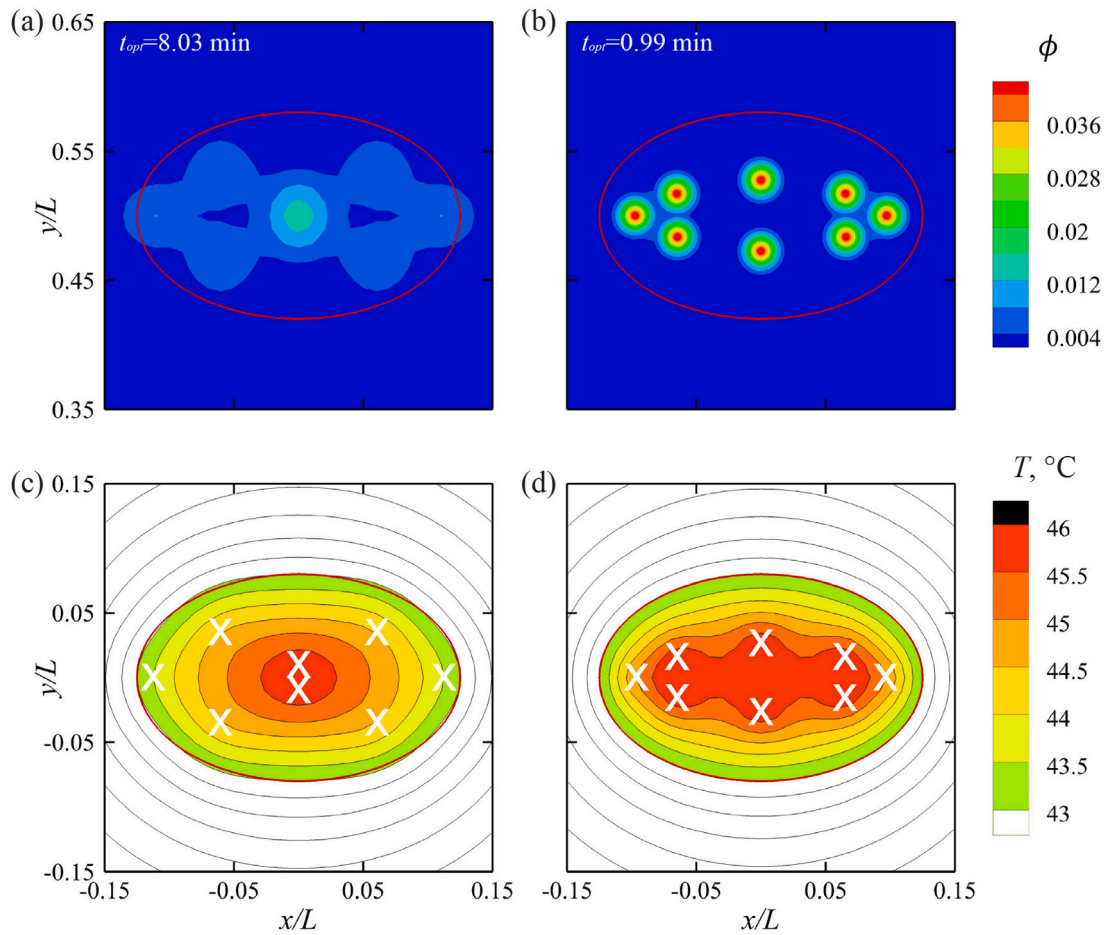 (a)
(b)
t_opt=8.03 min
t_opt=0.99 min
ϕ
0.65
0.55
0.45
0.35
y/L
0.036
0.028
0.02
0.012
0.004
(c)
(d)
T, °C
0.15
0.05
-0.05
-0.15
y/L
X X X X X X X X
X X X X X X X X
46
45.5
45
44.5
44
43.5
43
-0.15 -0.05 0.05 0.15
-0.05 0.05 0.15
x/L
x/L